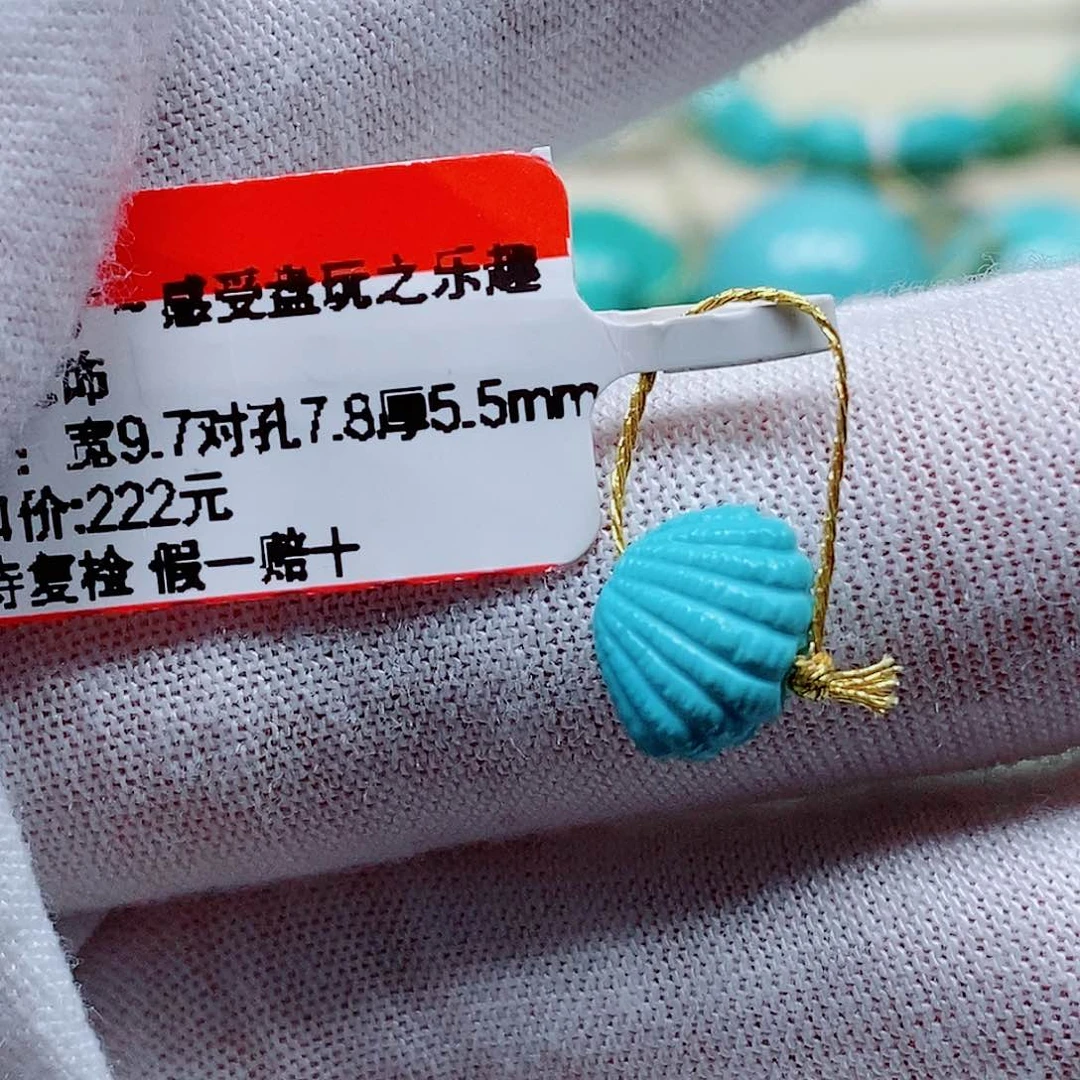 ~感受盘玩之乐趣
饰
：宽9.7对孔7.8厚5.5mm
价:222元
复检 假一赔十